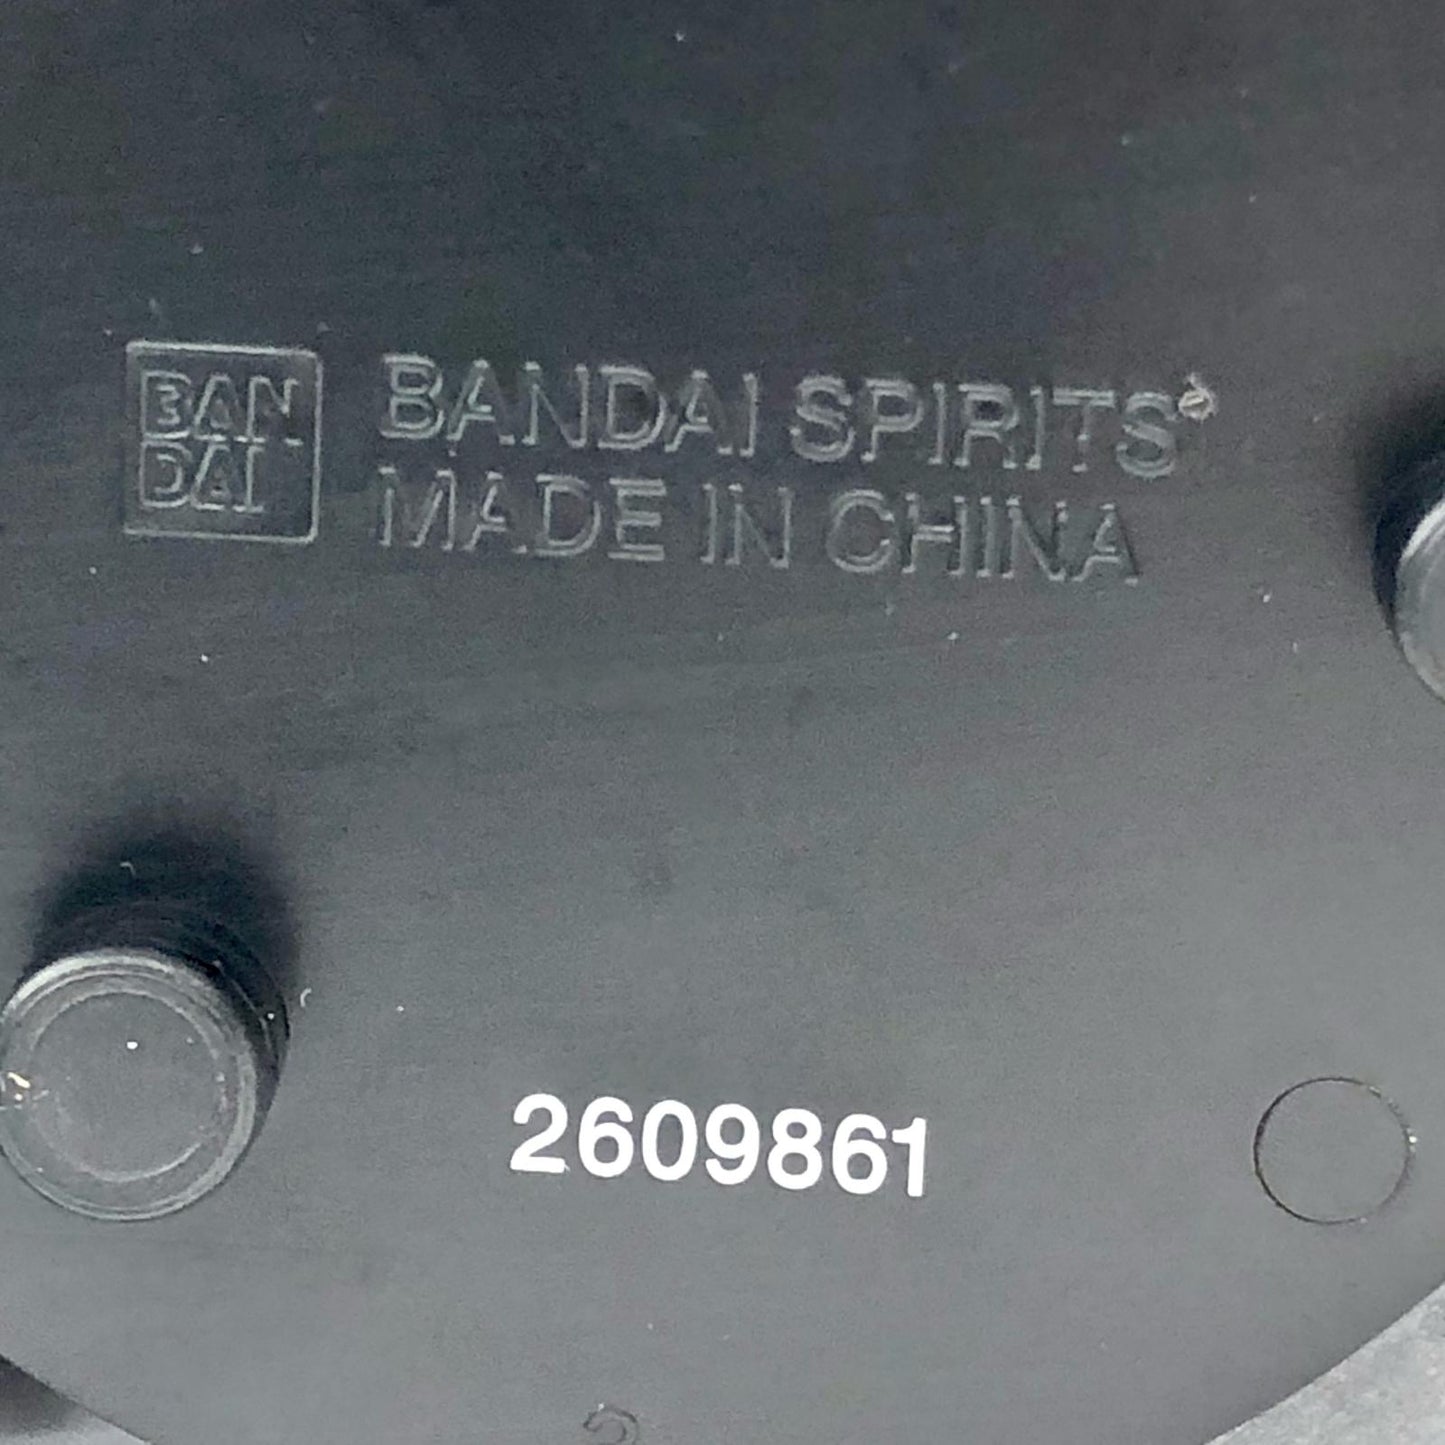 BAN
DAI
BANDAI SPIRITS
MADE IN CHINA
2609861